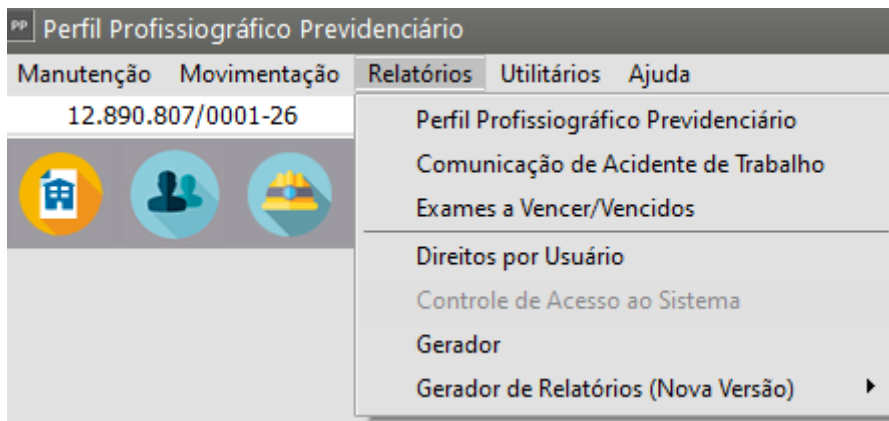 PP Perfil Profissiográfico Previdenciário
Manutenção Movimentação Relatórios Utilitários Ajuda
12.890.807/0001-26
Perfil Profissiográfico Previdenciário
Comunicação de Acidente de Trabalho
Exames a Vencer/Vencidos
Direitos por Usuário
Controle de Acesso ao Sistema
Gerador
Gerador de Relatórios (Nova Versão)